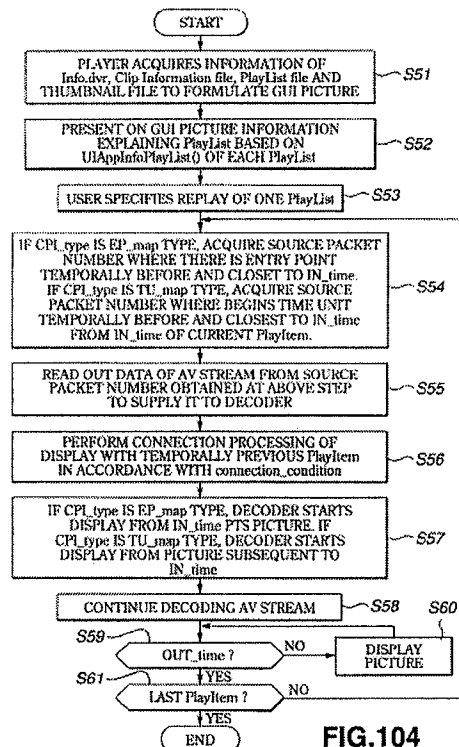 START
PLAYER ACQUIRES INFORMATION OF
Info.dvr, Clip Information file, PlayList file AND
THUMBNAIL FILE TO FORMULATE GUI PICTURE
S51
PRESENT ON GUI PICTURE INFORMATION
EXPLAINING PlayList BASED ON
UIAppInfoPlayList() OF EACH PlayList
S52
USER SPECIFIES REPLAY OF ONE PlayList
S53
IF CPI_type IS EP_map TYPE, ACQUIRE SOURCE PACKET
NUMBER WHERE THERE IS ENTRY POINT
TEMPORALLY BEFORE AND CLOSET TO IN_time.
IF CPI_type IS TU_map TYPE, ACQUIRE SOURCE
PACKET NUMBER WHERE BEGINS TIME UNIT
TEMPORALLY BEFORE AND CLOSEST TO IN_time
FROM IN_time OF CURRENT PlayItem.
S54
READ OUT DATA OF AV STREAM FROM SOURCE
PACKET NUMBER OBTAINED AT ABOVE STEP
TO SUPPLY IT TO DECODER
S55
PERFORM CONNECTION PROCESSING OF
DISPLAY WITH TEMPORALLY PREVIOUS PlayItem
IN ACCORDANCE WITH connection_condition
S56
IF CPI_type IS EP_map TYPE, DECODER STARTS
DISPLAY FROM IN_time PTS PICTURE. IF
CPI_type IS TU_map TYPE, DECODER STARTS
DISPLAY FROM PICTURE SUBSEQUENT TO
IN_time
S57
CONTINUE DECODING AV STREAM
S58
S59
OUT_time ?
NO
S60
DISPLAY
PICTURE
YES
S61
LAST PlayItem ?
NO
YES
END
FIG.104